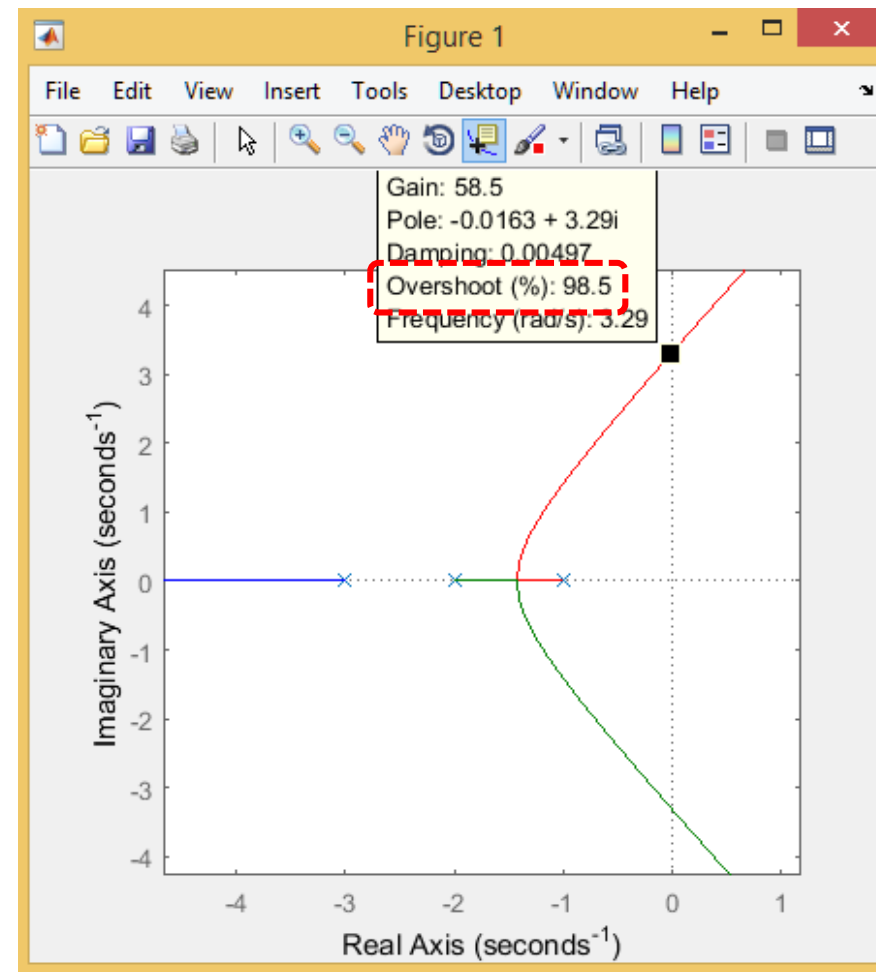 Figure 1
File Edit View Insert Tools Desktop Window Help
Gain: 58.5
Pole: -0.0163 + 3.29i
Damping: 0.00497
Overshoot (%): 98.5
Frequency (rad/s): 3.29
4
3
2
1
0
-1
-2
-3
-4
Imaginary Axis (seconds⁻¹)
-4 -3 -2 -1 0 1
Real Axis (seconds⁻¹)